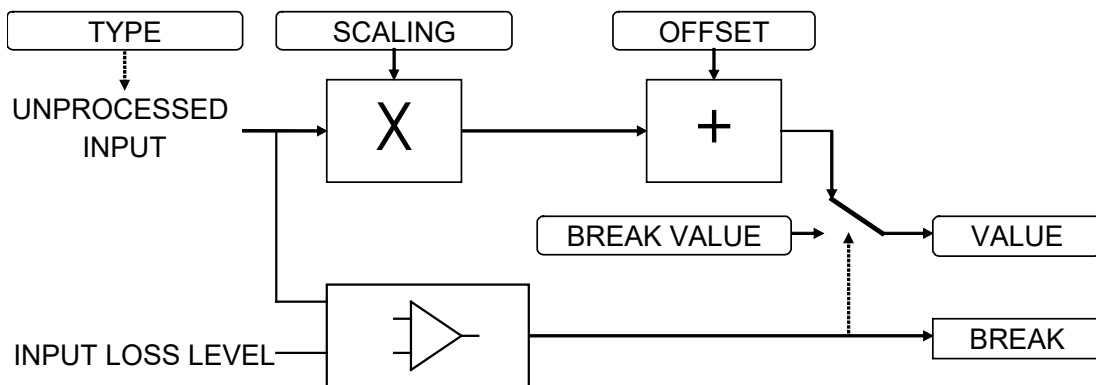 TYPE
SCALING
OFFSET
UNPROCESSED
INPUT
X
+
BREAK VALUE
VALUE
INPUT LOSS LEVEL
BREAK